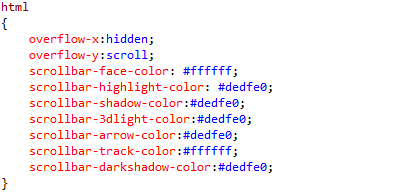 html
{
overflow-x:hidden;
overflow-y:scroll;
scrollbar-face-color: #ffffff;
scrollbar-highlight-color: #dedfe0;
scrollbar-shadow-color:#dedfe0;
scrollbar-3dlight-color:#dedfe0;
scrollbar-arrow-color:#dedfe0;
scrollbar-track-color:#ffffff;
scrollbar-darkshadow-color:#dedfe0;
}